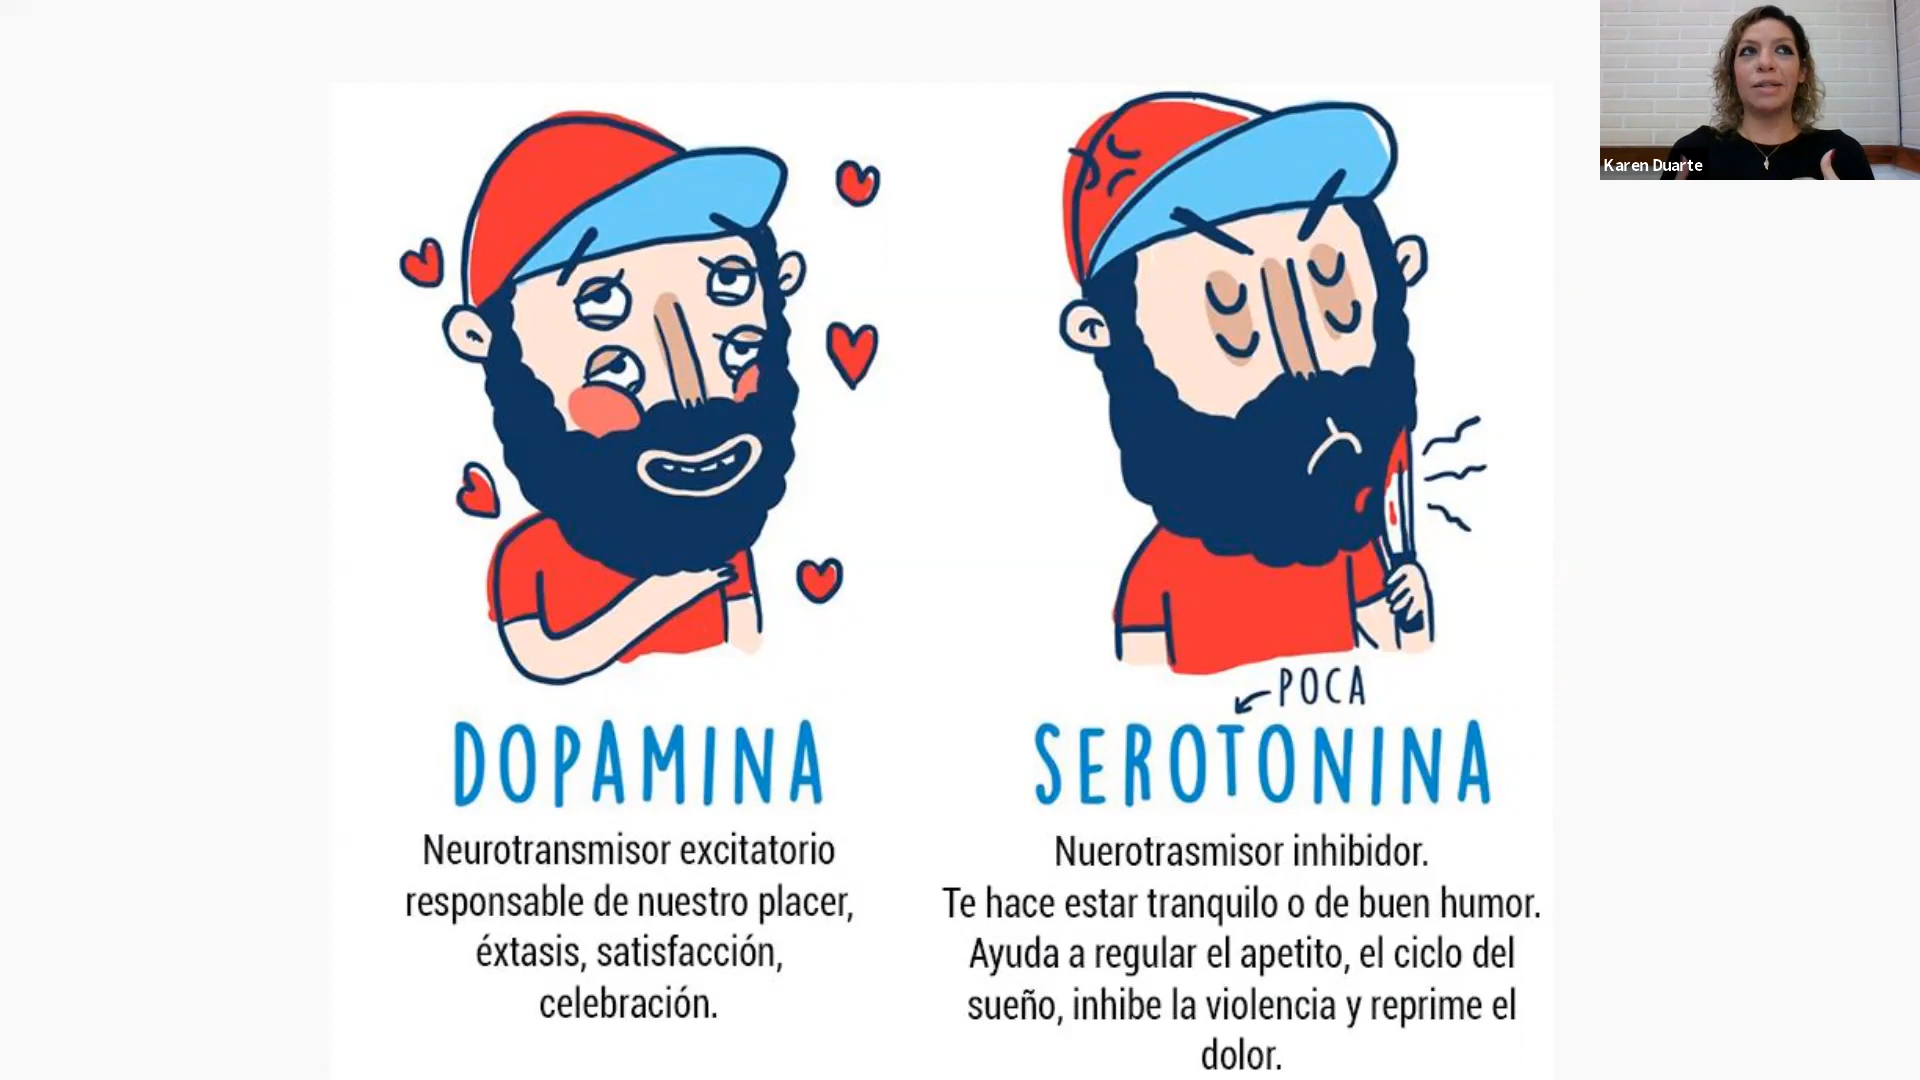 Karen Duarte
DOPAMINA
Neurotransmisor excitatorio
responsable de nuestro placer,
éxtasis, satisfacción,
celebración.
POCA
SEROTONINA
Nuerotrasmisor inhibidor.
Te hace estar tranquilo o de buen humor.
Ayuda a regular el apetito, el ciclo del
sueño, inhibe la violencia y reprime el
dolor.